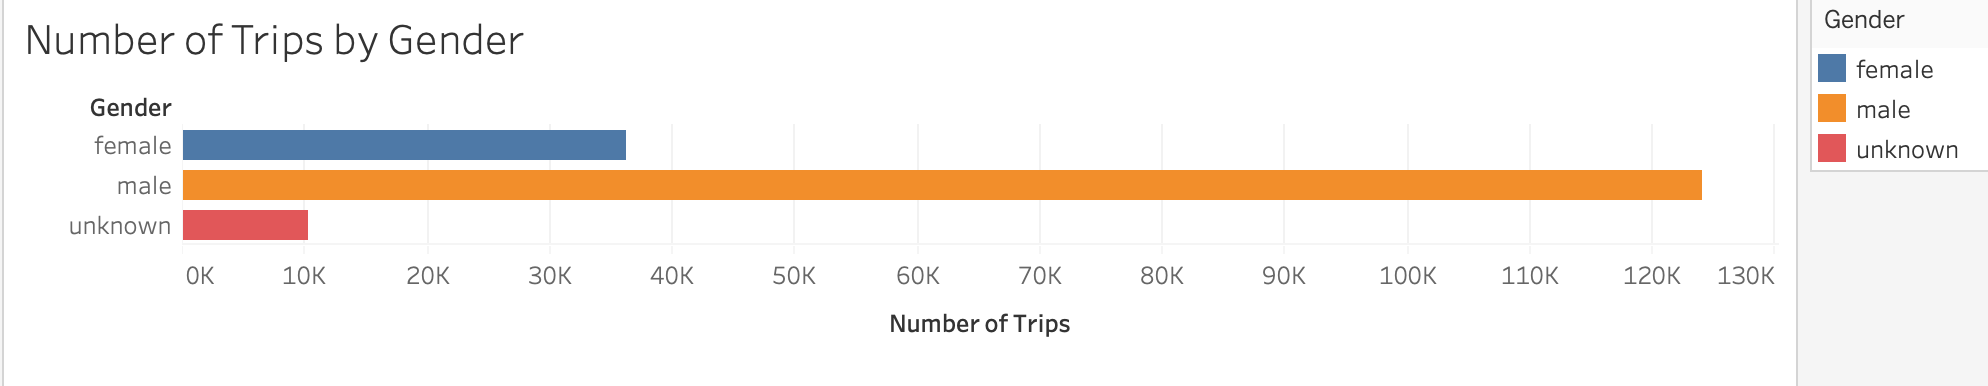 Number of Trips by Gender
Gender
female
male
unknown
0K 10K 20K 30K 40K 50K 60K 70K 80K 90K 100K 110K 120K 130K
Number of Trips
Gender
female
male
unknown